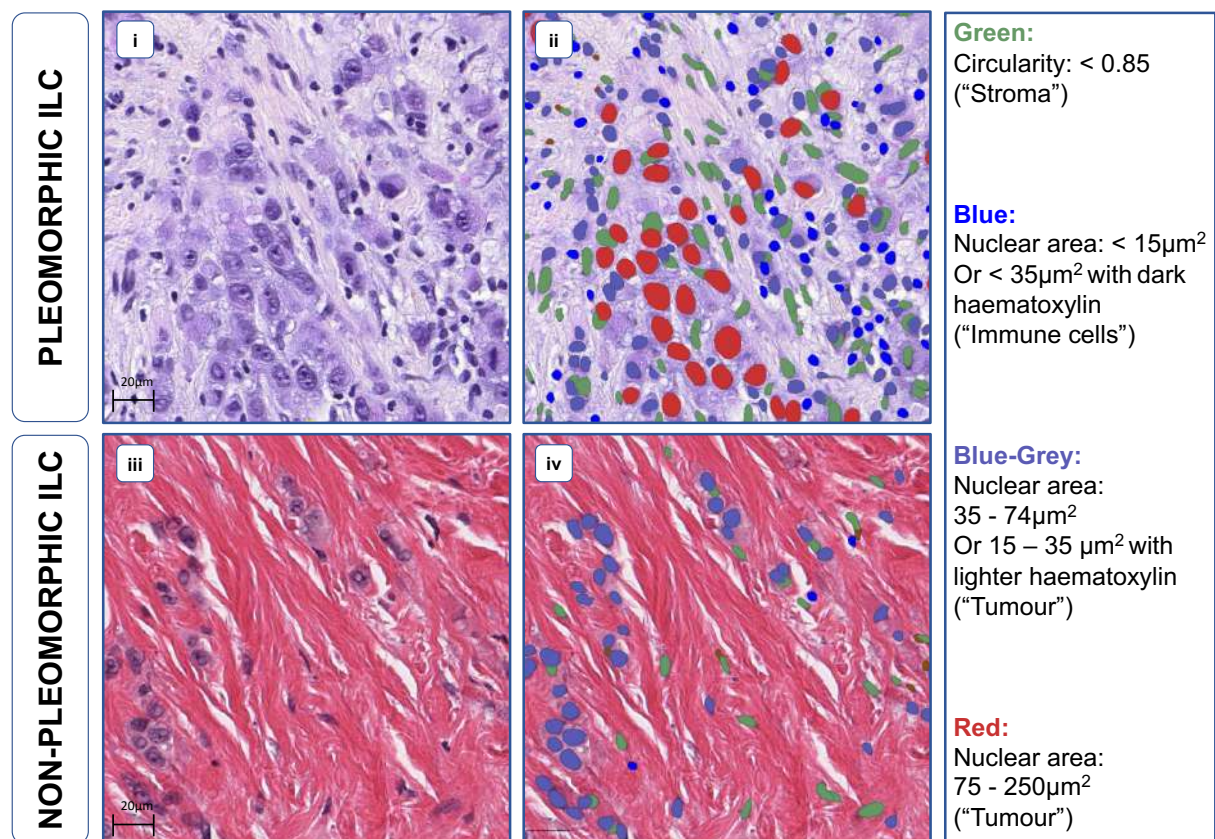 PLEOMORPHIC ILC
i
20µm
ii
NON-PLEOMORPHIC ILC
iii
20µm
iv
Green:
Circularity: < 0.85
(“Stroma”)
Blue:
Nuclear area: < 15µm²
Or < 35µm² with dark
haematoxylin
(“Immune cells”)
Blue-Grey:
Nuclear area:
35 - 74µm²
Or 15 – 35 µm² with
lighter haematoxylin
(“Tumour”)
Red:
Nuclear area:
75 - 250µm²
(“Tumour”)